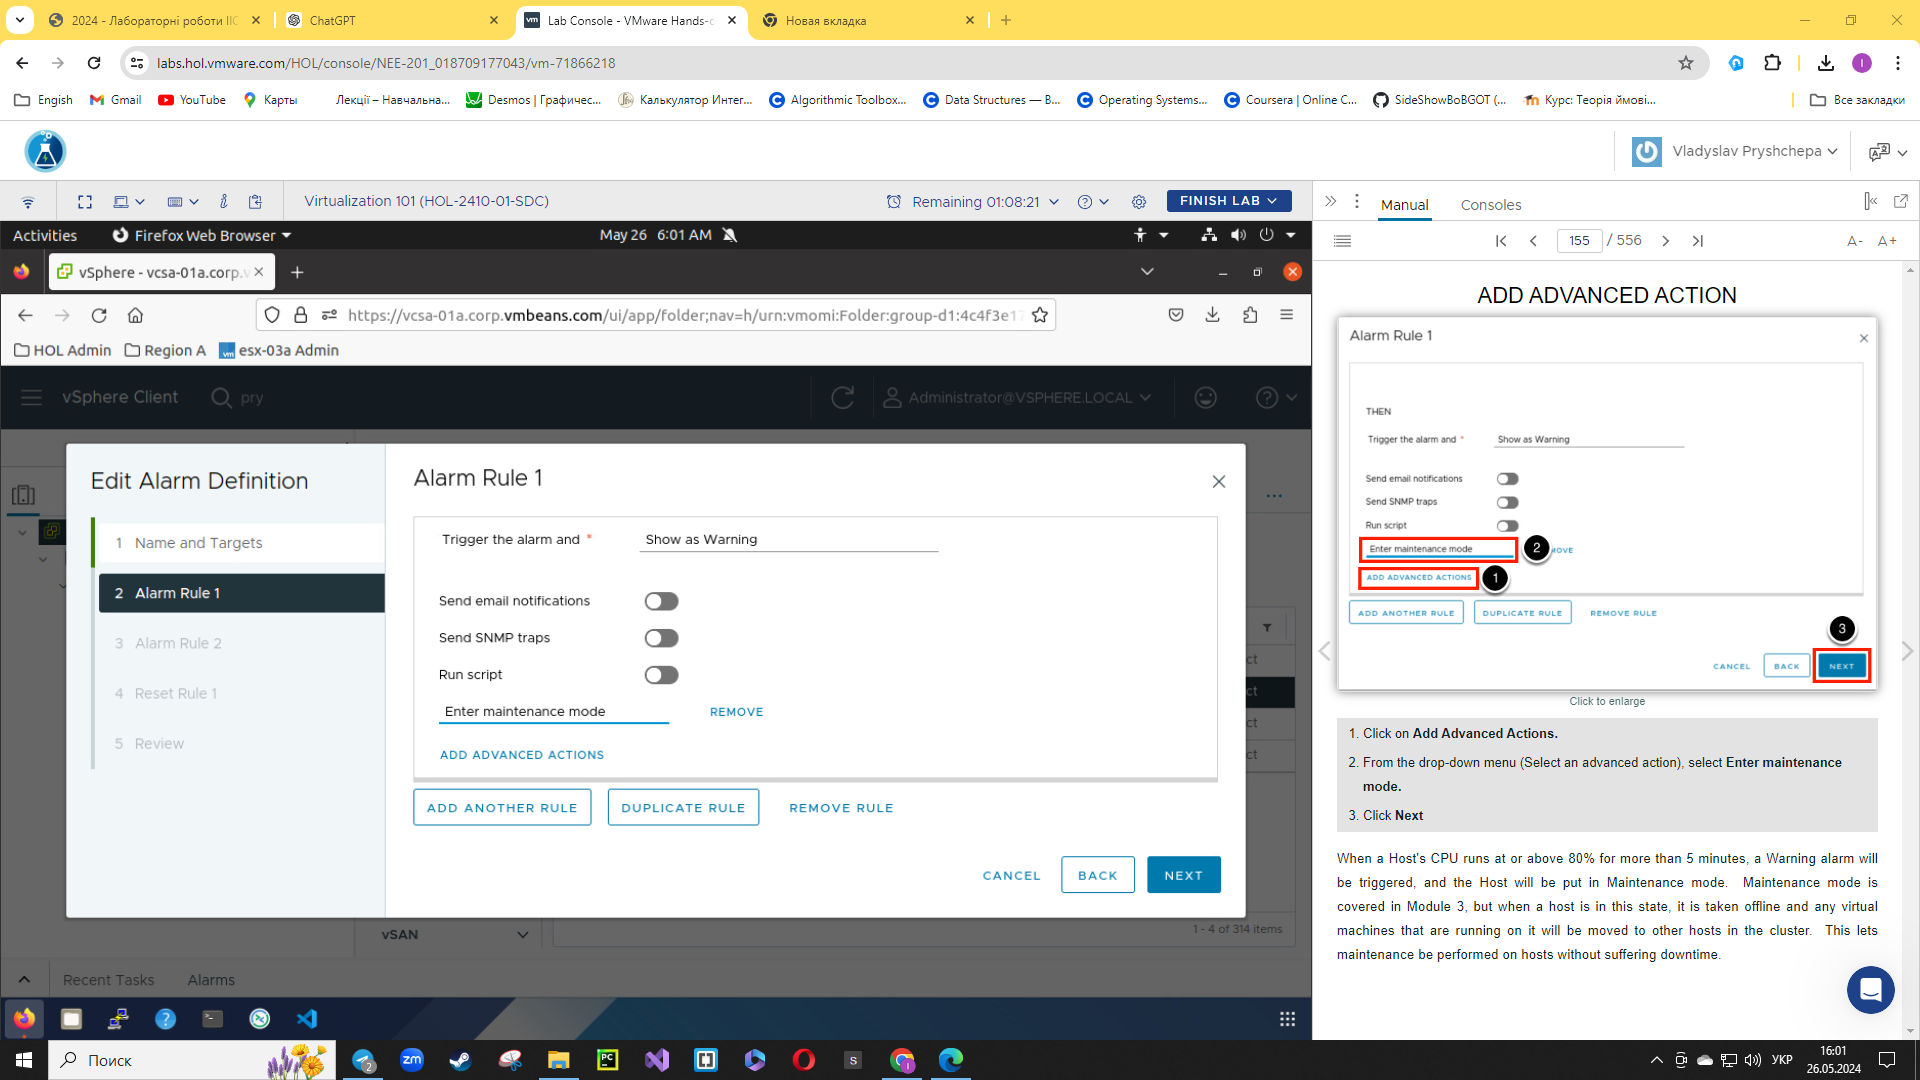 2024 - Лабораторні роботи ІІС
ChatGPT
Lab Console - VMware Hands-o
Новая вкладка
labs.hol.vmware.com/HOL/console/NEE-201_018709177043/vm-71866218
Engish
Gmail
YouTube
Карты
Лекції – Навчальна...
Desmos | Графичес...
Калькулятор Интег...
Algorithmic Toolbox...
Data Structures — В...
Operating Systems...
Coursera | Online C...
SideShowBoBGOT (...
Курс: Теорія ймові...
Все закладки
Vladyslav Pryshchepa
Virtualization 101 (HOL-2410-01-SDC)
Remaining 01:08:21
FINISH LAB
Manual
Consoles
Activities
Firefox Web Browser
May 26 6:01 AM
155 / 556
A- A+
vSphere - vcsa-01a.corp.v
https://vcsa-01a.corp.vmbeans.com/ui/app/folder;nav=h/urn:vmomi:Folder:group-d1:4c4f3e17
HOL Admin
Region A
esx-03a Admin
vSphere Client
pry
Administrator@VSPHERE.LOCAL
Edit Alarm Definition
1 Name and Targets
2 Alarm Rule 1
3 Alarm Rule 2
4 Reset Rule 1
5 Review
Alarm Rule 1
Trigger the alarm and *
Show as Warning
Send email notifications
Send SNMP traps
Run script
Enter maintenance mode
REMOVE
ADD ADVANCED ACTIONS
ADD ANOTHER RULE
DUPLICATE RULE
REMOVE RULE
CANCEL
BACK
NEXT
ct
ct
ct
ct
vSAN
1 - 4 of 314 items
Recent Tasks
Alarms
ADD ADVANCED ACTION
Alarm Rule 1
THEN
Trigger the alarm and *
Show as Warning
Send email notifications
Send SNMP traps
Run script
Enter maintenance mode
2
MOVE
ADD ADVANCED ACTIONS
1
ADD ANOTHER RULE
DUPLICATE RULE
REMOVE RULE
3
CANCEL
BACK
NEXT
Click to enlarge
1. Click on Add Advanced Actions.
2. From the drop-down menu (Select an advanced action), select Enter maintenance
mode.
3. Click Next
When a Host's CPU runs at or above 80% for more than 5 minutes, a Warning alarm will
be triggered, and the Host will be put in Maintenance mode. Maintenance mode is
covered in Module 3, but when a host is in this state, it is taken offline and any virtual
machines that are running on it will be moved to other hosts in the cluster. This lets
maintenance be performed on hosts without suffering downtime.
Поиск
2
УКР
16:01
26.05.2024